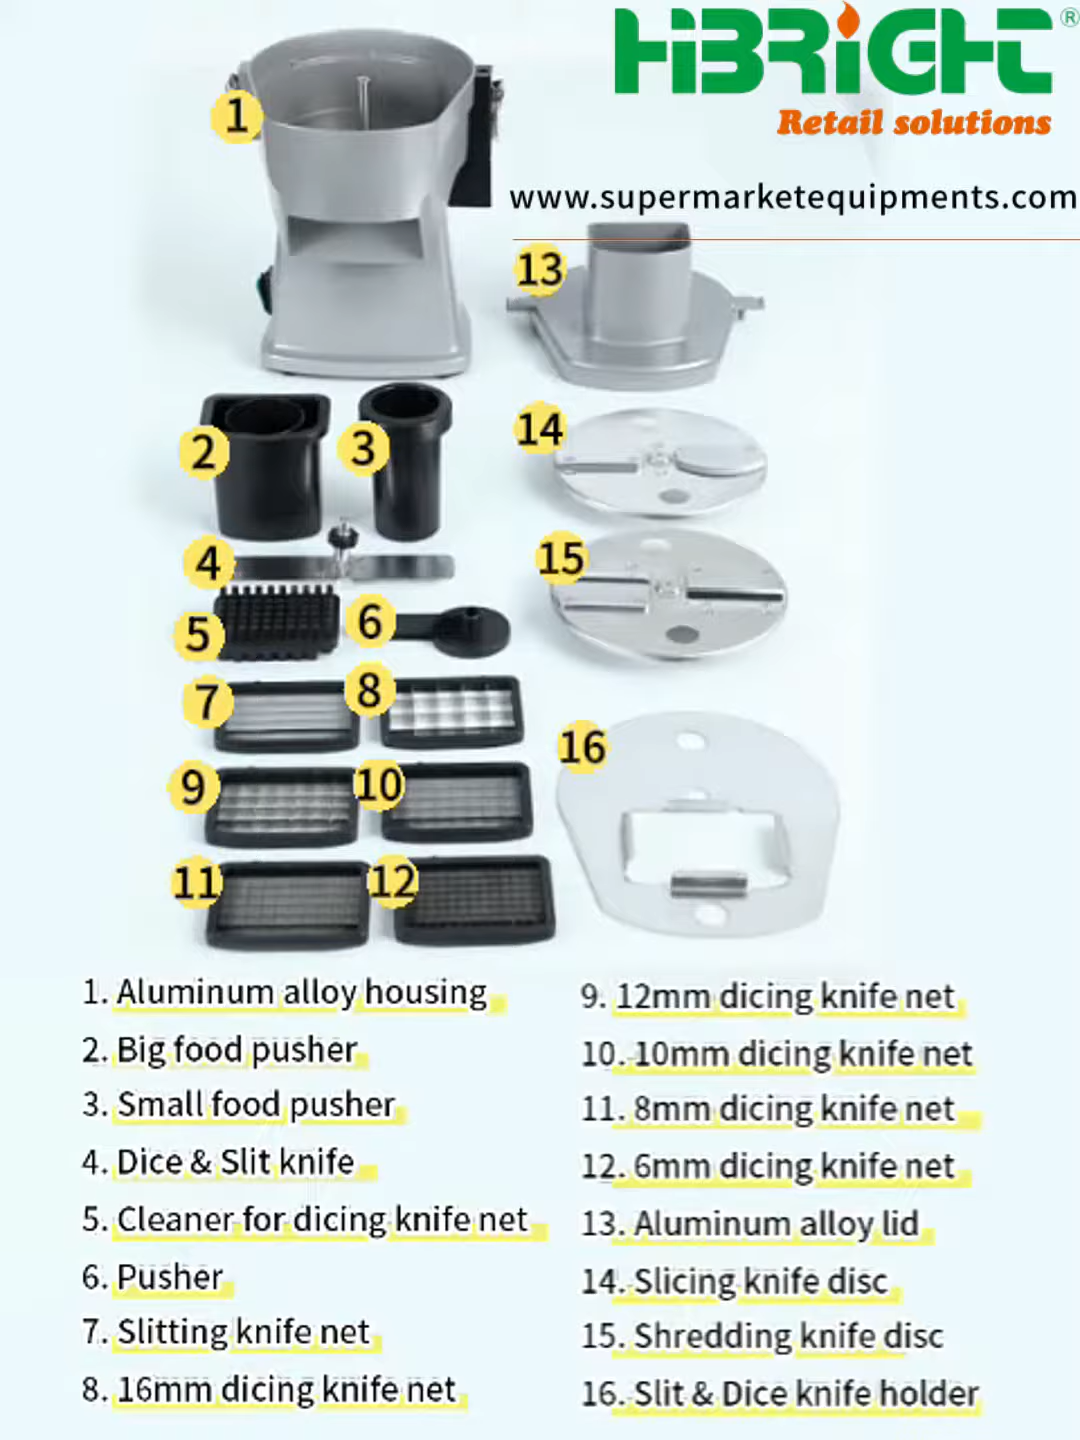 HiBRiGHT®
Retail solutions
www.supermarketequipments.com
1
13
2
3
14
4
15
5
6
7
8
16
9
10
11
12
1. Aluminum alloy housing
2. Big food pusher
3. Small food pusher
4. Dice & Slit knife
5. Cleaner for dicing knife net
6. Pusher
7. Slitting knife net
8. 16mm dicing knife net
9. 12mm dicing knife net
10. 10mm dicing knife net
11. 8mm dicing knife net
12. 6mm dicing knife net
13. Aluminum alloy lid
14. Slicing knife disc
15. Shredding knife disc
16. Slit & Dice knife holder